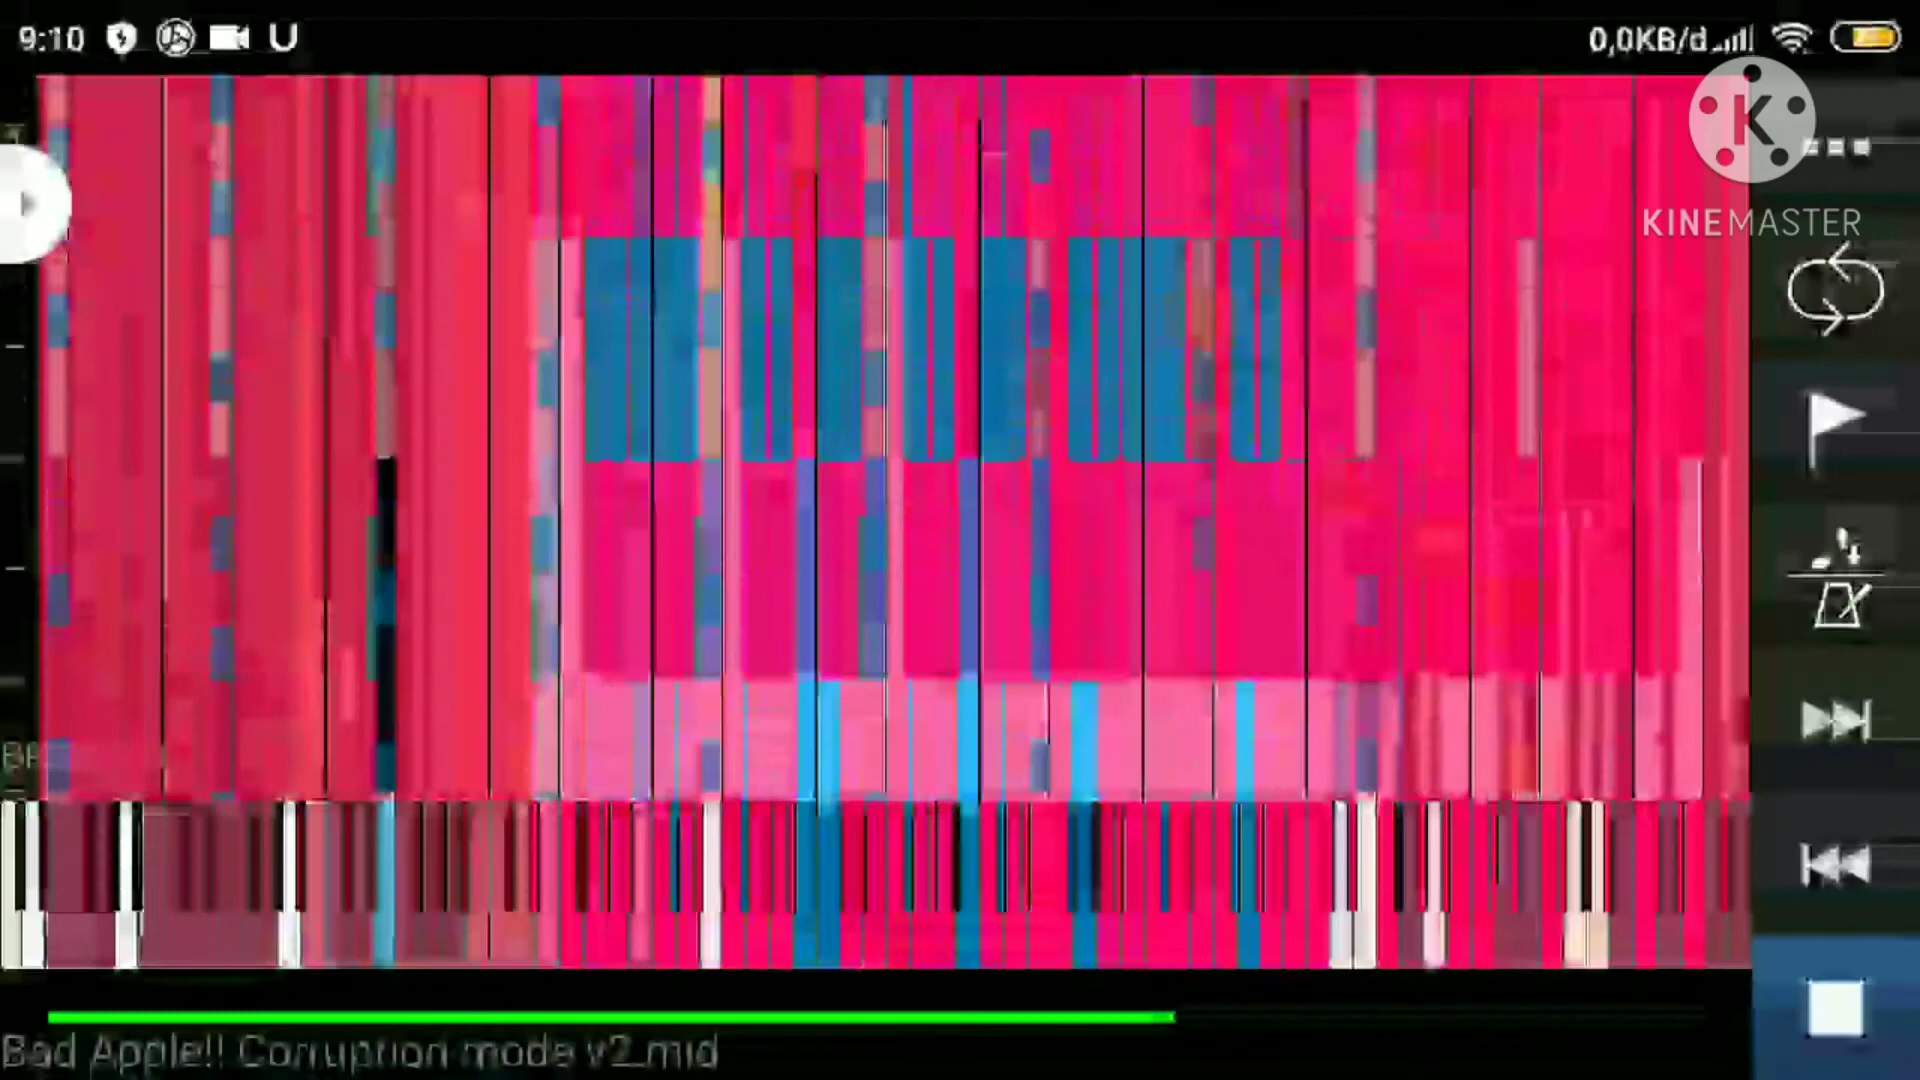 9:10 U 0,0KB/d
K
KINEMASTER
Bad Apple!! Corruption mode v2.mid